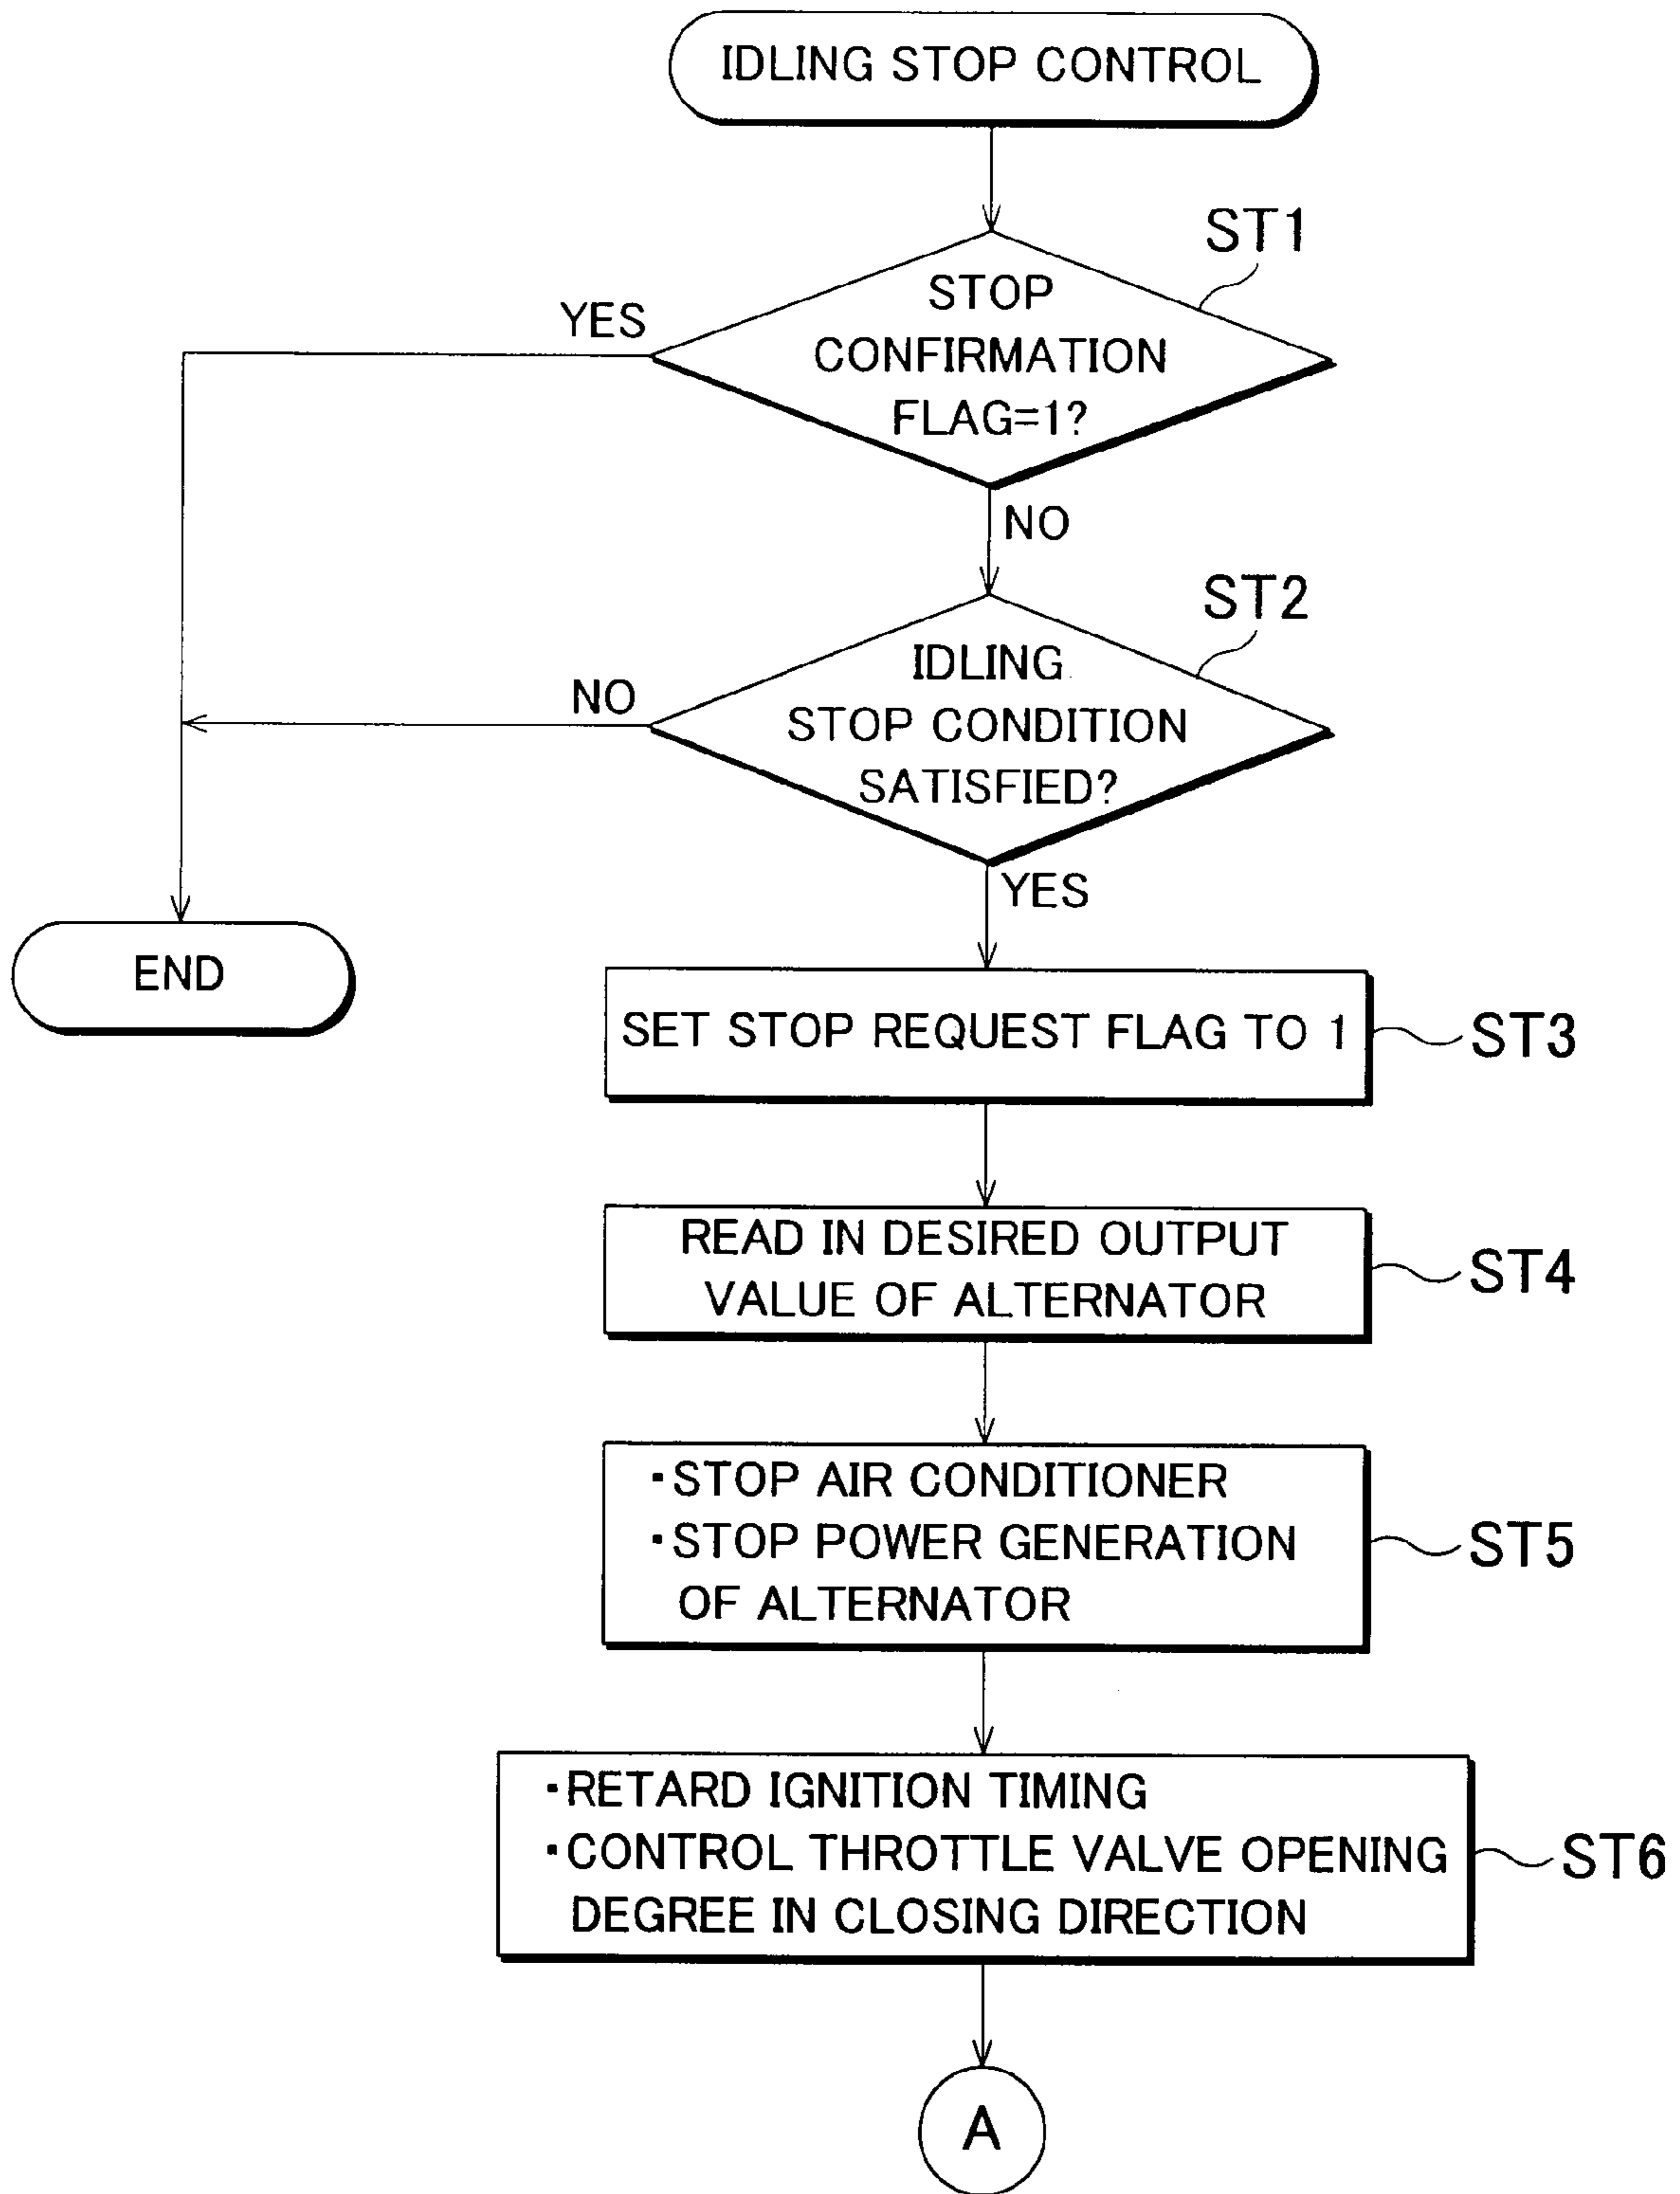 IDLING STOP CONTROL
ST1
STOP
CONFIRMATION
FLAG=1?
YES
NO
ST2
IDLING
STOP CONDITION
SATISFIED?
NO
YES
END
SET STOP REQUEST FLAG TO 1
ST3
READ IN DESIRED OUTPUT
VALUE OF ALTERNATOR
ST4
・STOP AIR CONDITIONER
・STOP POWER GENERATION
OF ALTERNATOR
ST5
・RETARD IGNITION TIMING
・CONTROL THROTTLE VALVE OPENING
DEGREE IN CLOSING DIRECTION
ST6
A